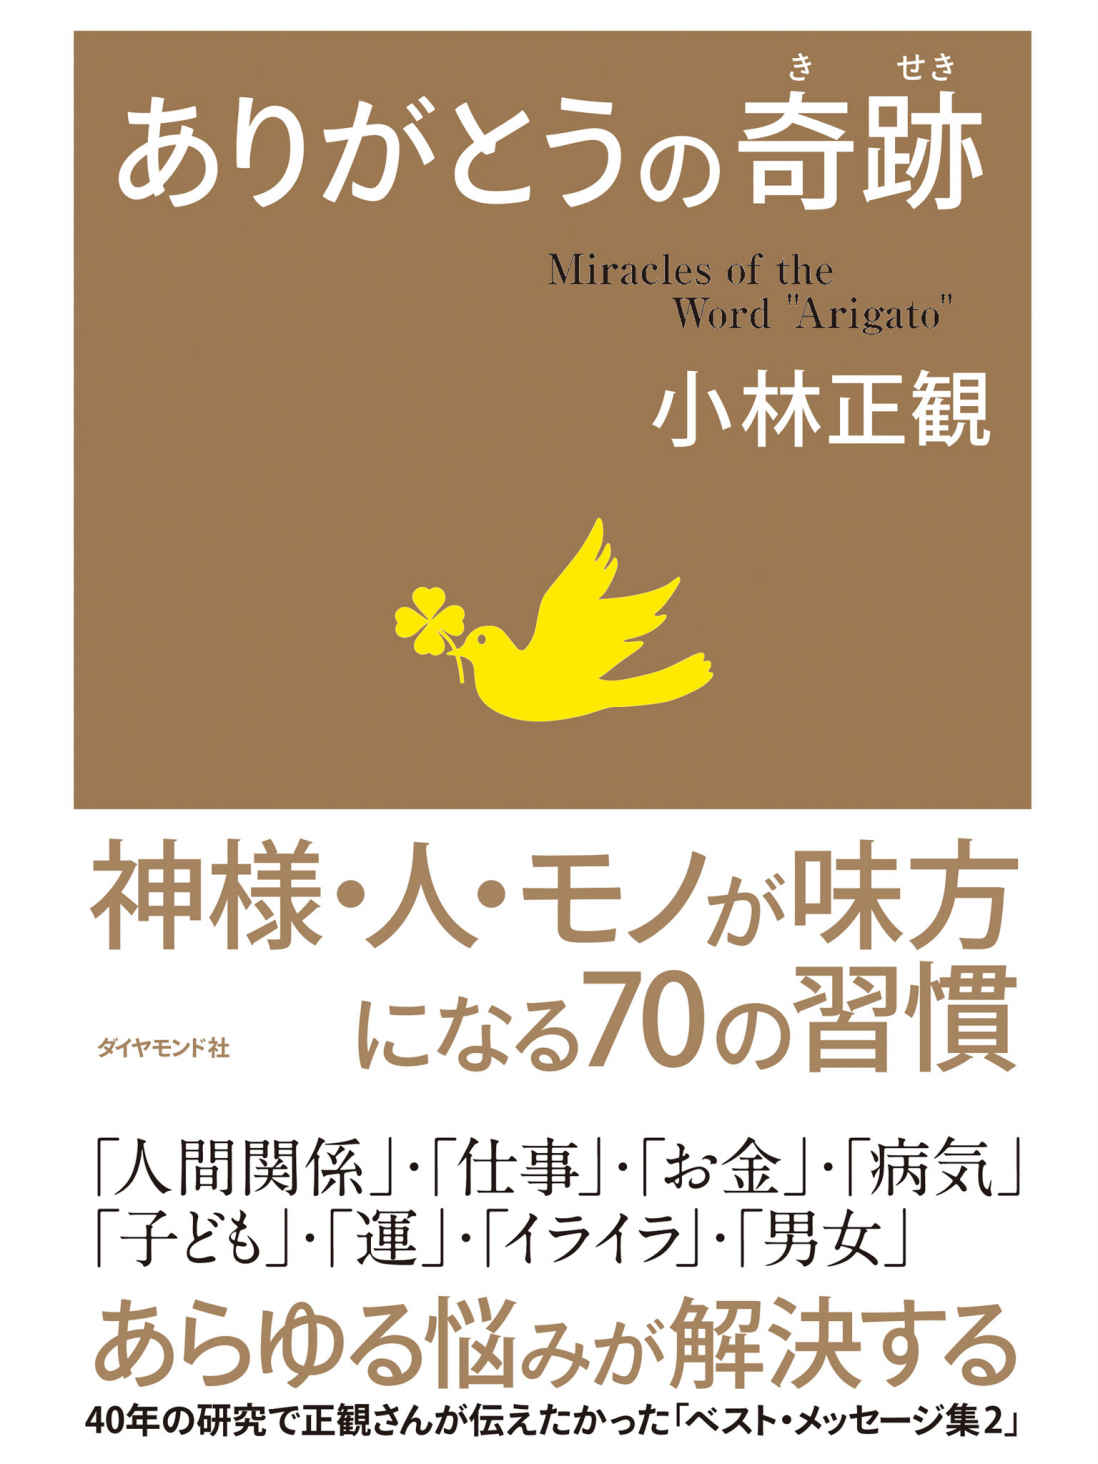 き せき
ありがとうの奇跡
Miracles of the
Word "Arigato"
小林正観
神様・人・モノが味方
になる70の習慣
ダイヤモンド社
「人間関係」・「仕事」・「お金」・「病気」
「子ども」・「運」・「イライラ」・「男女」
あらゆる悩みが解決する
40年の研究で正観さんが伝えたかった「ベスト・メッセージ集2」